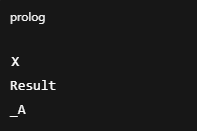 prolog
X
Result
_A